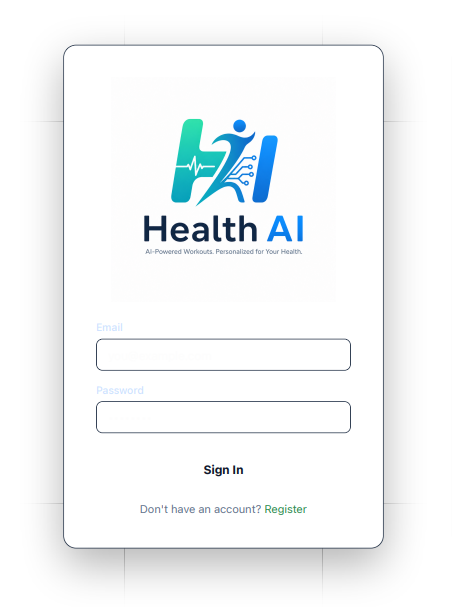 Health AI
AI-Powered Workouts. Personalized for Your Health.
Email
Password
Sign In
Don't have an account? Register